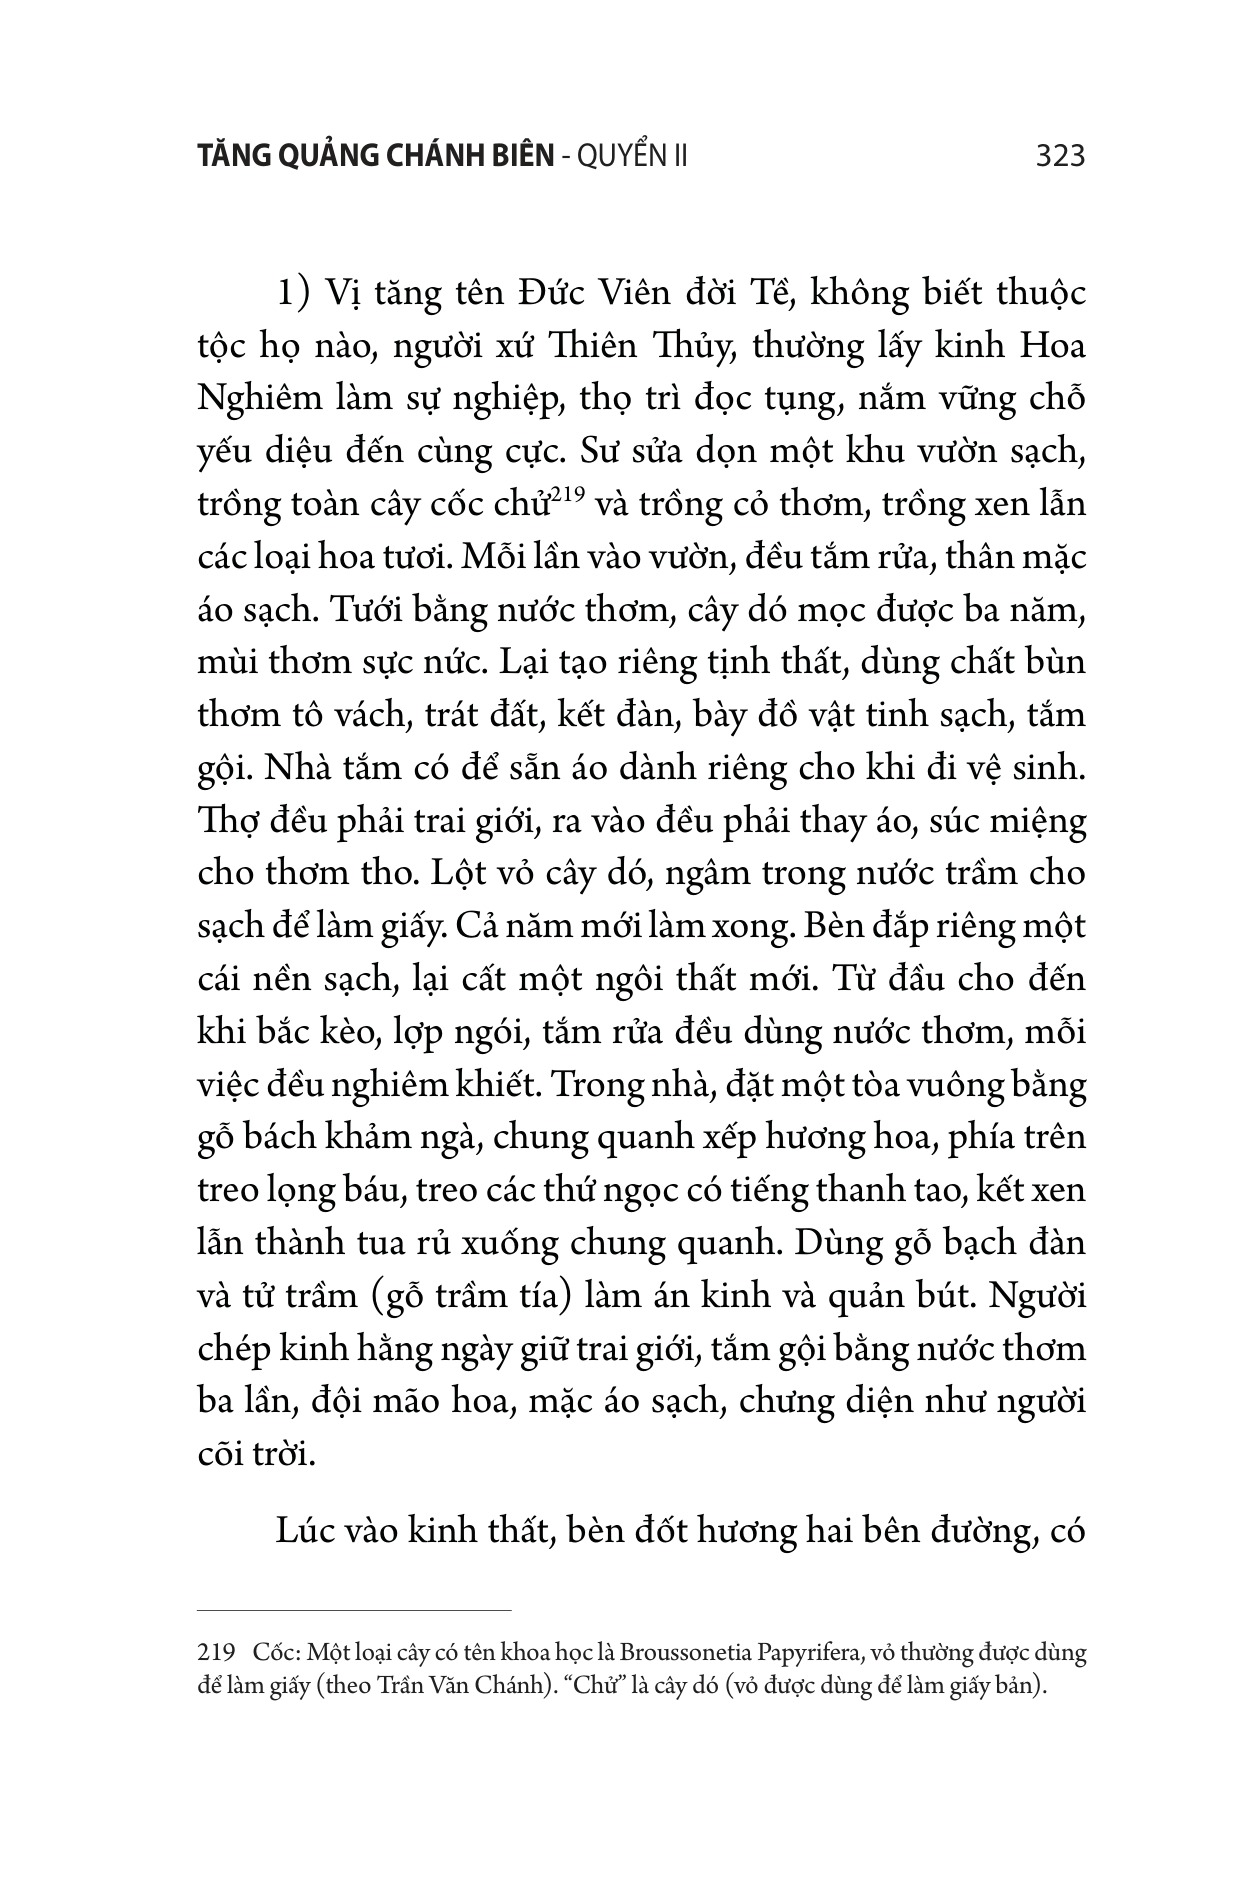 TĂNG QUẢNG CHÁNH BIÊN - QUYỂN II 323
1) Vị tăng tên Đức Viên đời Tề, không biết thuộc
tộc họ nào, người xứ Thiên Thủy, thường lấy kinh Hoa
Nghiêm làm sự nghiệp, thọ trì đọc tụng, nắm vững chỗ
yếu diệu đến cùng cực. Sư sửa dọn một khu vườn sạch,
trồng toàn cây cốc chử219 và trồng cỏ thơm, trồng xen lẫn
các loại hoa tươi. Mỗi lần vào vườn, đều tắm rửa, thân mặc
áo sạch. Tưới bằng nước thơm, cây dó mọc được ba năm,
mùi thơm sực nức. Lại tạo riêng tịnh thất, dùng chất bùn
thơm tô vách, trát đất, kết đàn, bày đồ vật tinh sạch, tắm
gội. Nhà tắm có để sẵn áo dành riêng cho khi đi vệ sinh.
Thợ đều phải trai giới, ra vào đều phải thay áo, súc miệng
cho thơm tho. Lột vỏ cây dó, ngâm trong nước trầm cho
sạch để làm giấy. Cả năm mới làm xong. Bèn đắp riêng một
cái nền sạch, lại cất một ngôi thất mới. Từ đầu cho đến
khi bắc kèo, lợp ngói, tắm rửa đều dùng nước thơm, mỗi
việc đều nghiêm khiết. Trong nhà, đặt một tòa vuông bằng
gỗ bách khảm ngà, chung quanh xếp hương hoa, phía trên
treo lọng báu, treo các thứ ngọc có tiếng thanh tao, kết xen
lẫn thành tua rủ xuống chung quanh. Dùng gỗ bạch đàn
và tử trầm (gỗ trầm tía) làm án kinh và quản bút. Người
chép kinh hằng ngày giữ trai giới, tắm gội bằng nước thơm
ba lần, đội mão hoa, mặc áo sạch, chưng diện như người
cõi trời.
Lúc vào kinh thất, bèn đốt hương hai bên đường, có
219 Cốc: Một loại cây có tên khoa học là Broussonetia Papyrifera, vỏ thường được dùng
để làm giấy (theo Trần Văn Chánh). “Chử” là cây dó (vỏ được dùng để làm giấy bản).